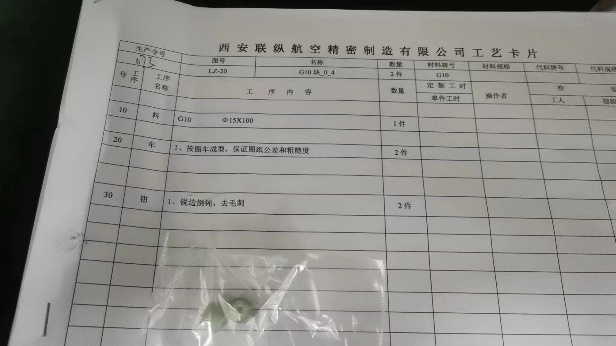 西安联纵航空精密制造有限公司工艺卡片
生产令号 图号 名称 数量 材料牌号 材料规格 代料牌号 代料规格
LZ-20 G10块_0_4 2件 G10
工序号 工序名称 工序内容 数量 定额工时 操作者 检
单件工时 工人 检验
10 料 G10 Φ15X100 1件
20 车 1、按图车成型，保证图纸公差和粗糙度 2件
30 钳 1、锐边倒钝，去毛刺 2件